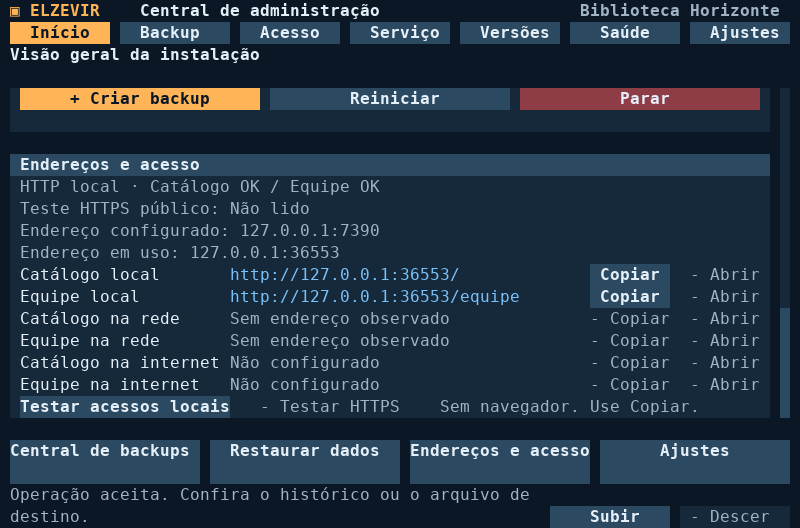 ▣ ELZEVIR    Central de administração    Biblioteca Horizonte
Início    Backup    Acesso    Serviço    Versões    Saúde    Ajustes
Visão geral da instalação
+ Criar backup    Reiniciar    Parar
Endereços e acesso
HTTP local · Catálogo OK / Equipe OK
Teste HTTPS público: Não lido
Endereço configurado: 127.0.0.1:7390
Endereço em uso: 127.0.0.1:36553
Catálogo local    http://127.0.0.1:36553/    Copiar    - Abrir
Equipe local    http://127.0.0.1:36553/equipe    Copiar    - Abrir
Catálogo na rede    Sem endereço observado    - Copiar    - Abrir
Equipe na rede    Sem endereço observado    - Copiar    - Abrir
Catálogo na internet    Não configurado    - Copiar    - Abrir
Equipe na internet    Não configurado    - Copiar    - Abrir
Testar acessos locais    - Testar HTTPS    Sem navegador. Use Copiar.
Central de backups    Restaurar dados    Endereços e acesso    Ajustes
Operação aceita. Confira o histórico ou o arquivo de
destino.    Subir    - Descer